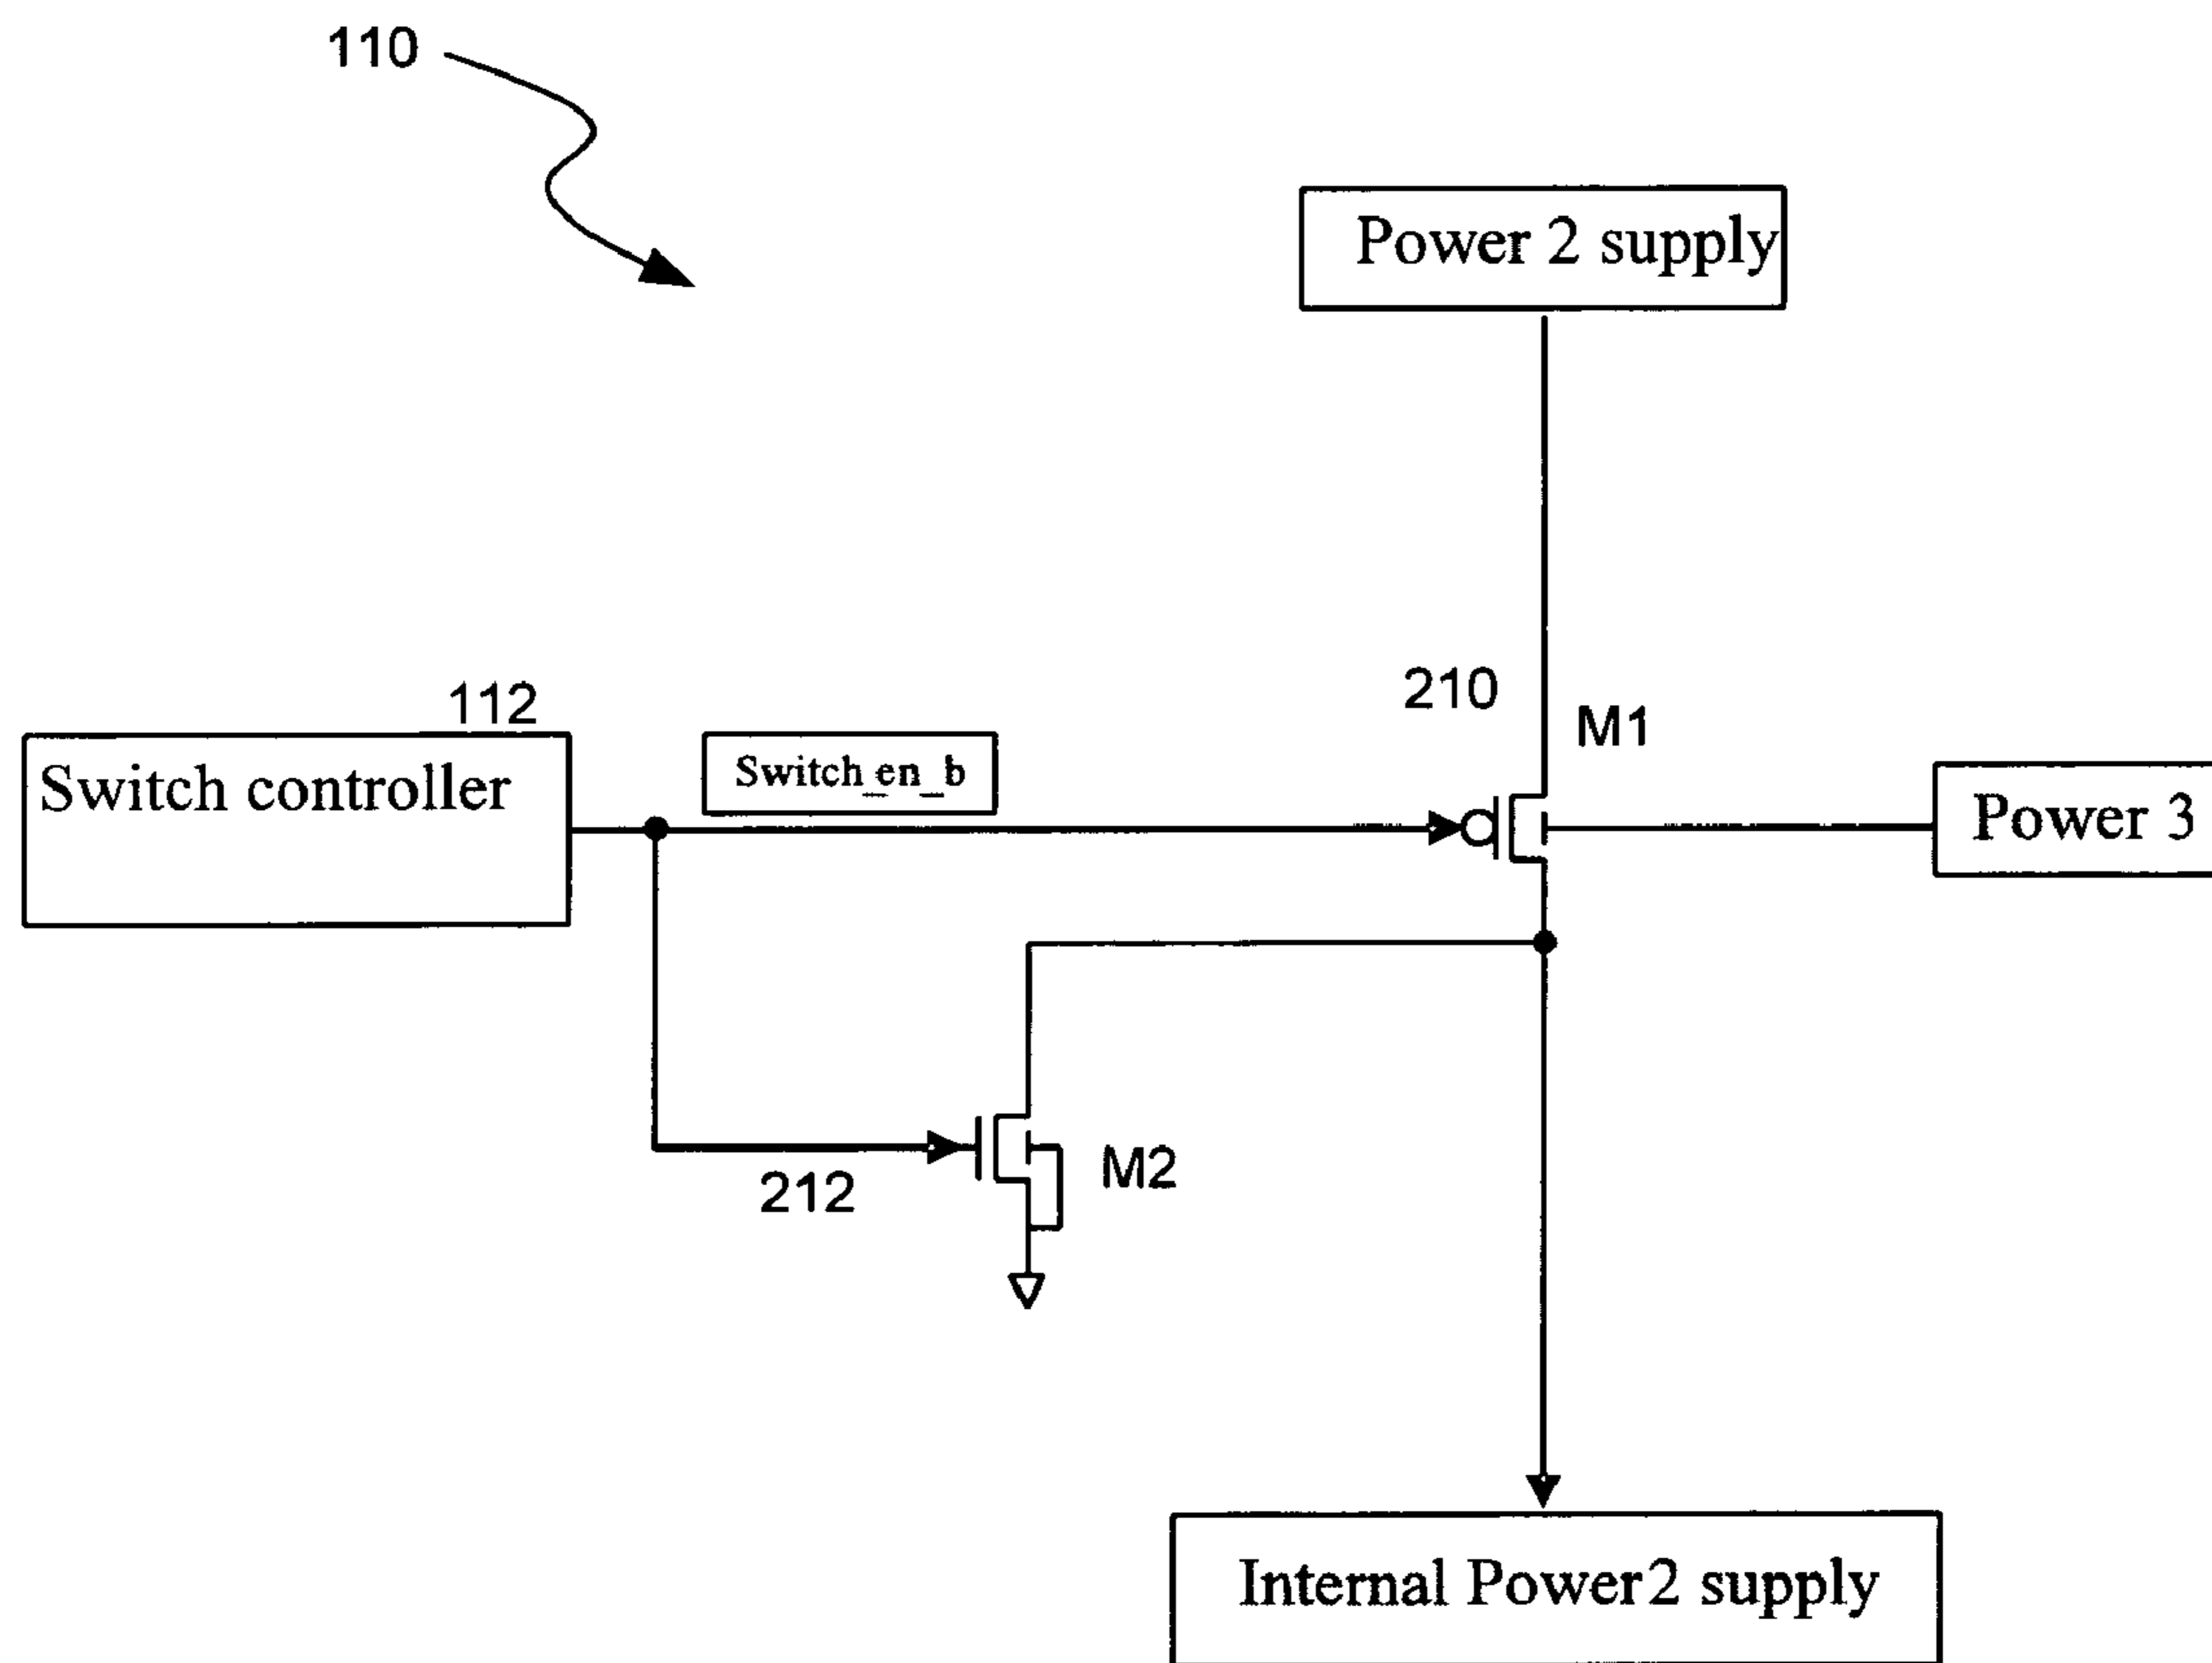 110
Power 2 supply
210
M1
112
Switch controller
Switch_en_b
Power 3
212
M2
Internal Power2 supply